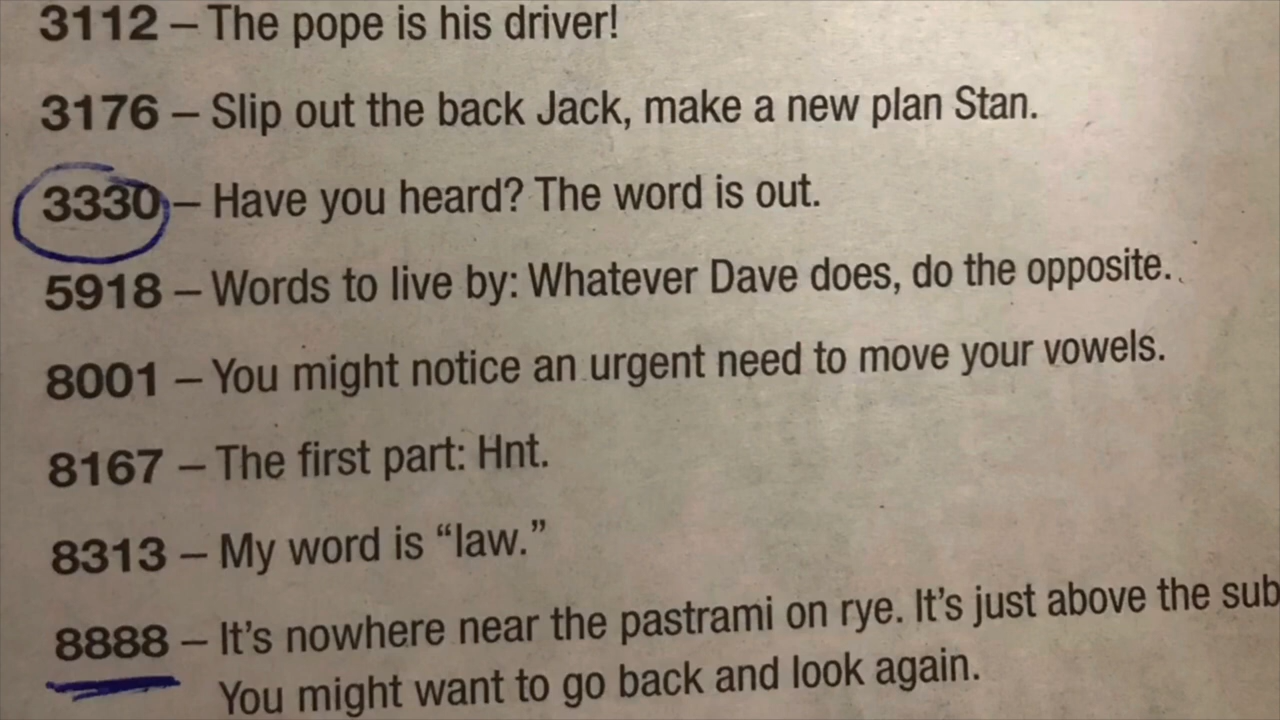 3112 – The pope is his driver!
3176 – Slip out the back Jack, make a new plan Stan.
3330 – Have you heard? The word is out.
5918 – Words to live by: Whatever Dave does, do the opposite.
8001 – You might notice an urgent need to move your vowels.
8167 – The first part: Hnt.
8313 – My word is “law.”
8888 – It’s nowhere near the pastrami on rye. It’s just above the sub
You might want to go back and look again.